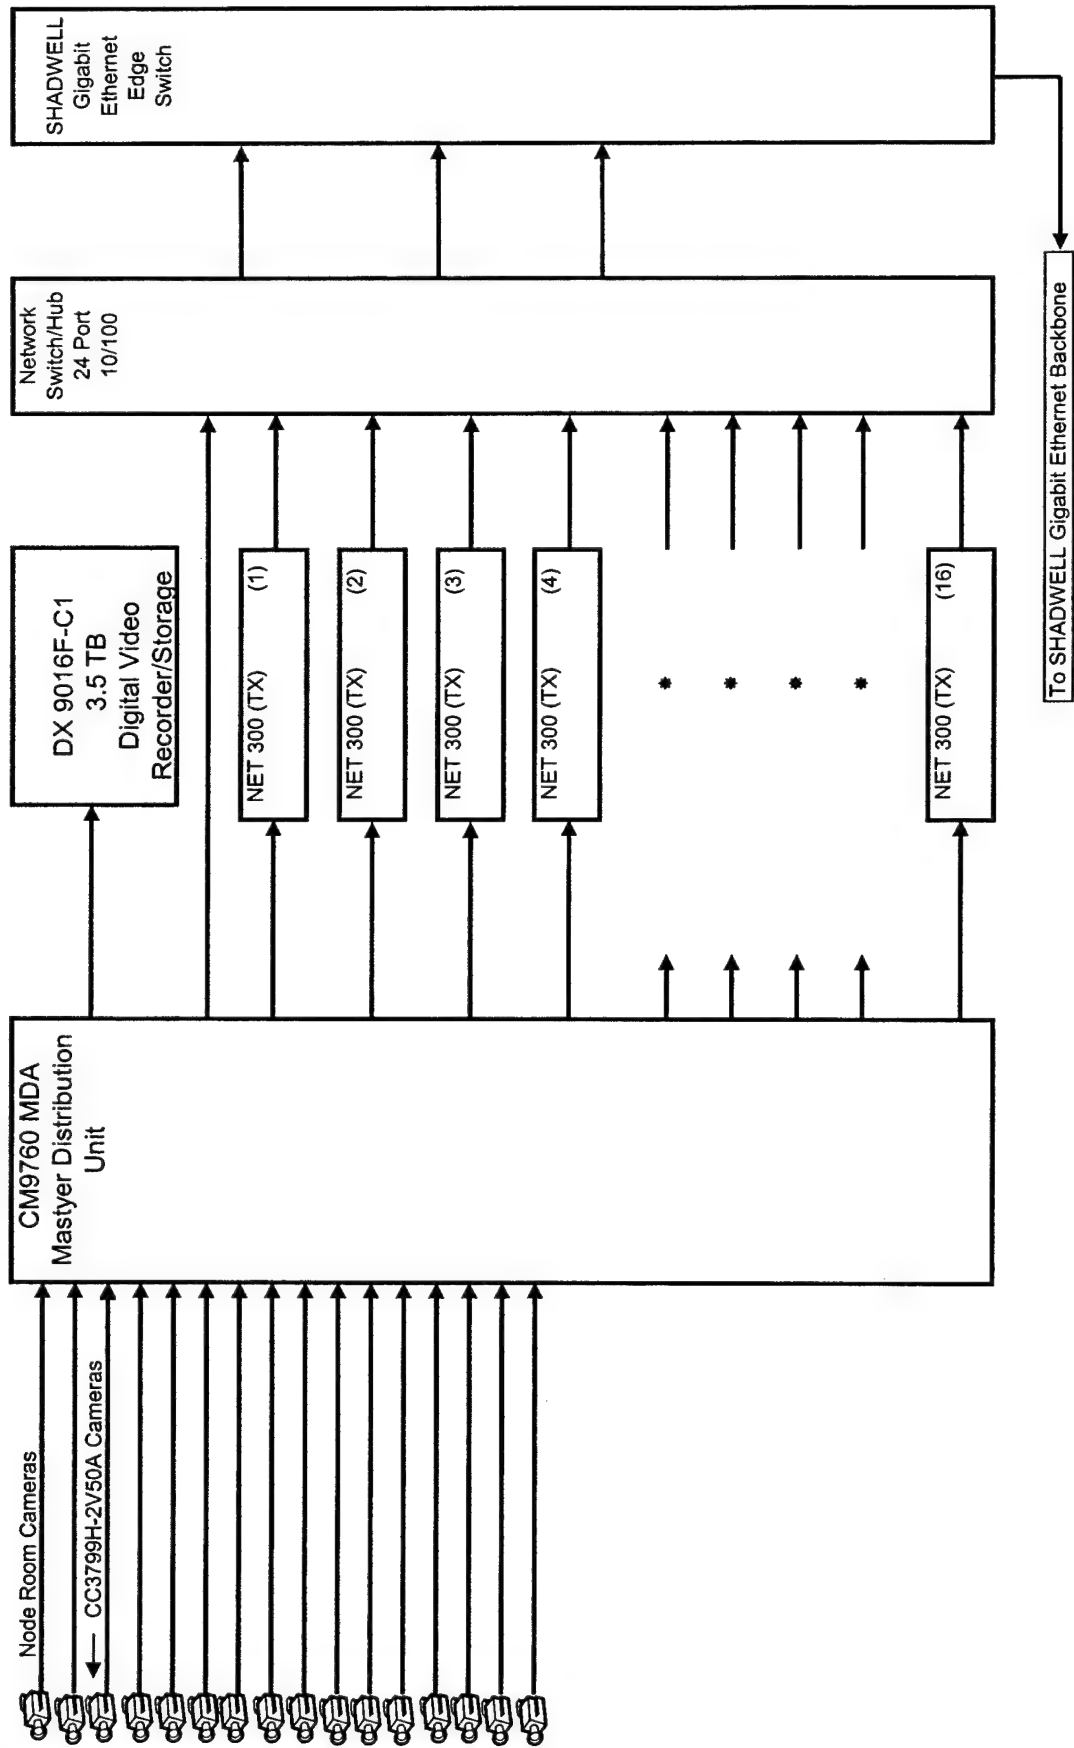 Node Room Cameras
CC3799H-2V50A Cameras
CM9760 MDA
Mastyer Distribution
Unit
DX 9016F-C1
3.5 TB
Digital Video
Recorder/Storage
NET 300 (TX) (1)
NET 300 (TX) (2)
NET 300 (TX) (3)
NET 300 (TX) (4)
NET 300 (TX) (16)
Network
Switch/Hub
24 Port
10/100
SHADWELL
Gigabit
Ethernet
Edge
Switch
To SHADWELL Gigabit Ethernet Backbone